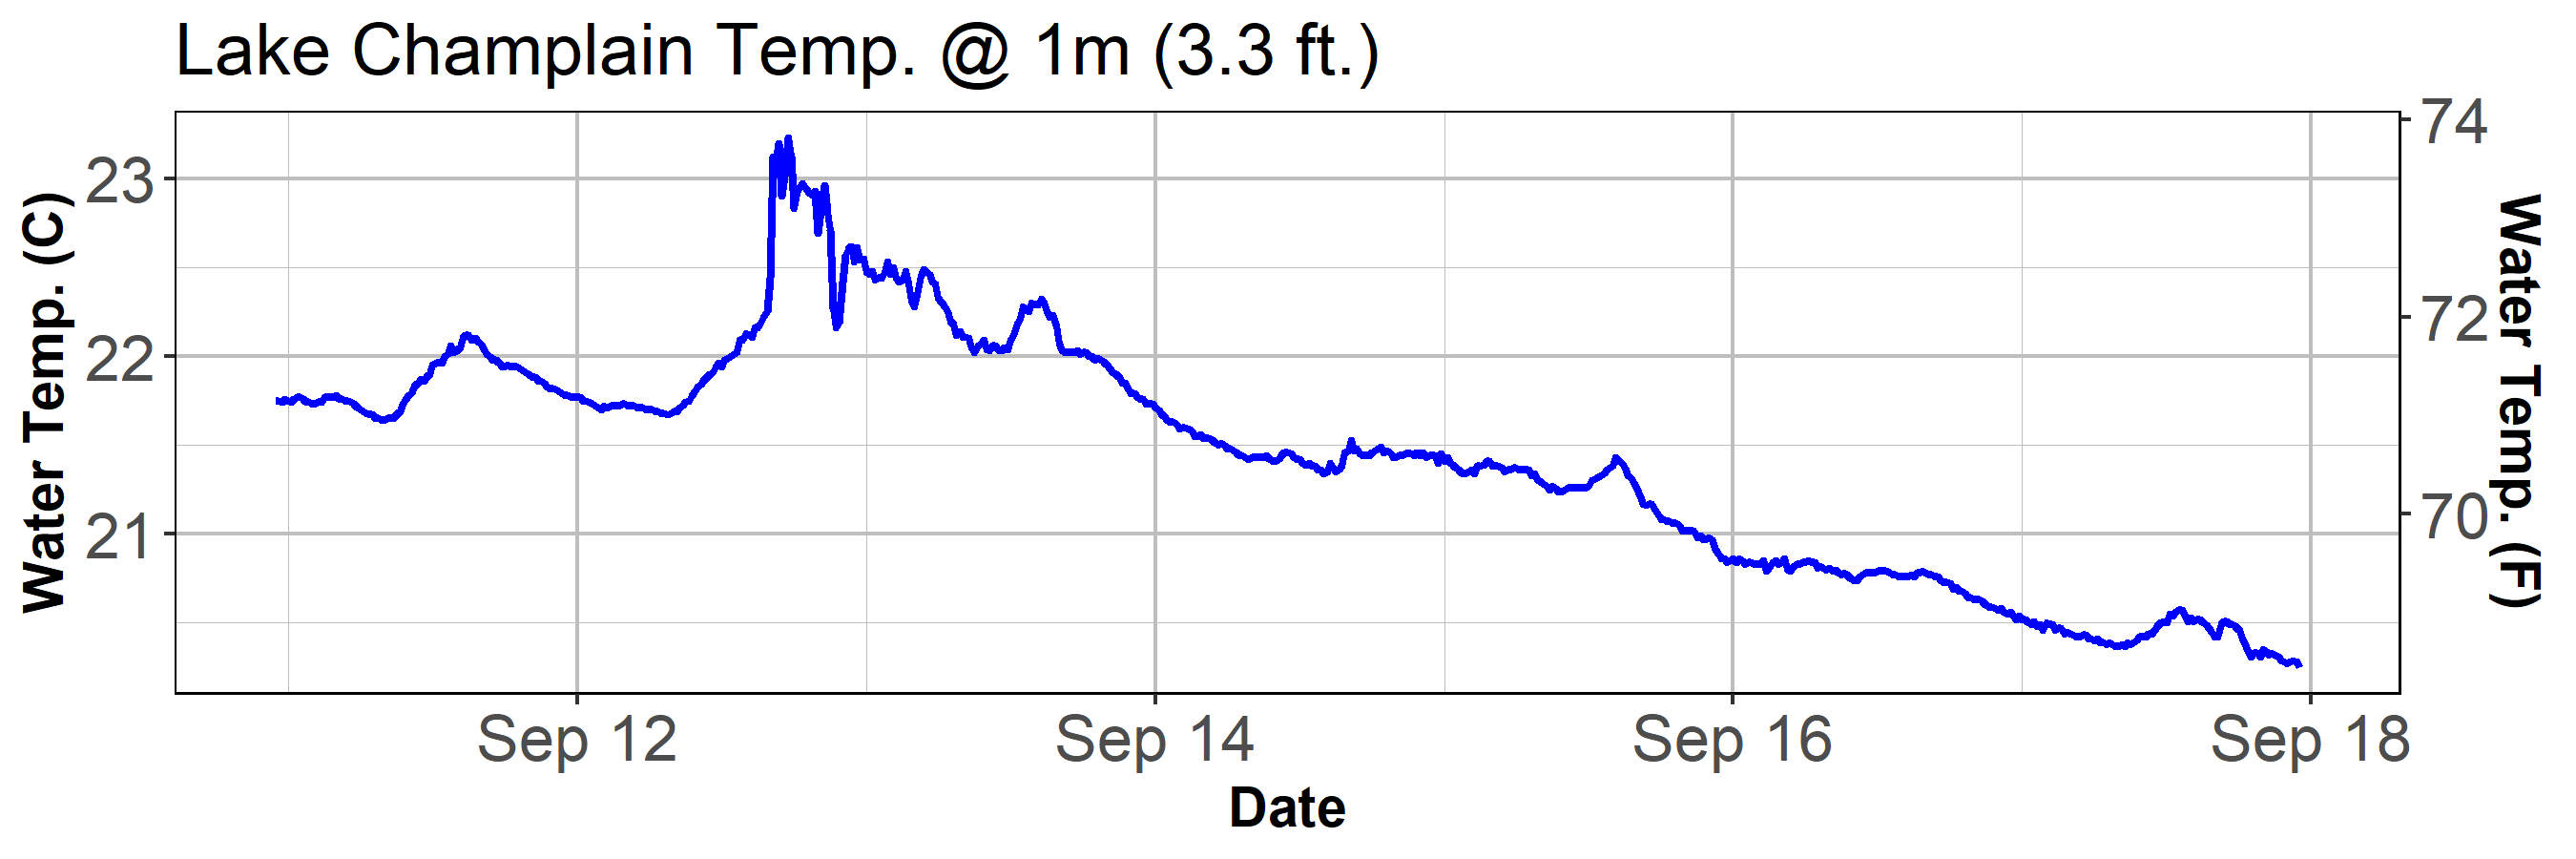 Lake Champlain Temp. @ 1m (3.3 ft.)
Water Temp. (C)
23
22
21
74
72
70
Water Temp. (F)
Sep 12 Sep 14 Sep 16 Sep 18
Date